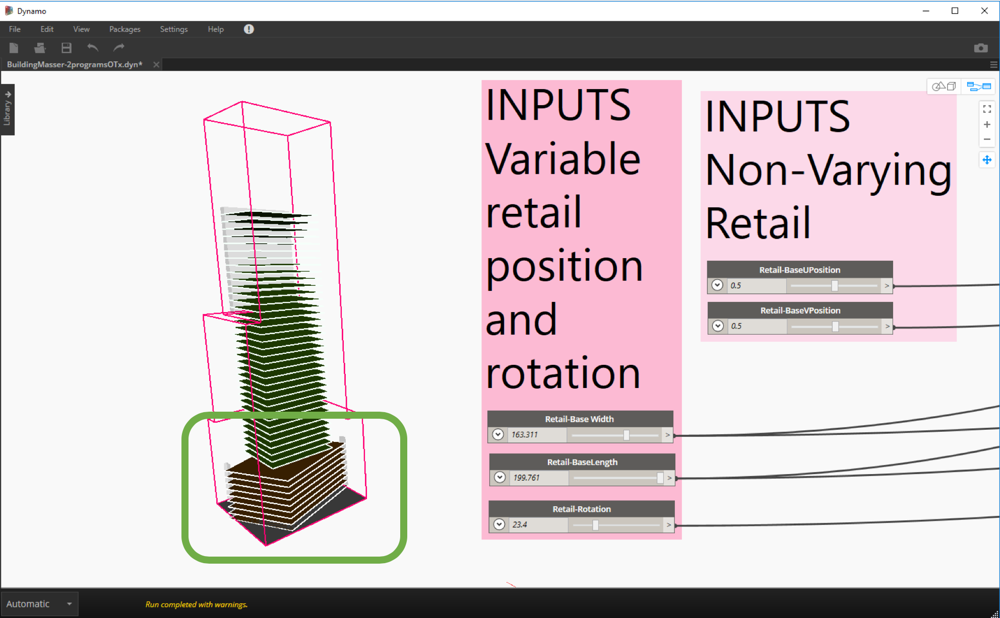 Dynamo
File Edit View Packages Settings Help
BuildingMasser-2programsOTx.dyn*
Library
INPUTS
Variable
retail
position
and
rotation
Retail-Base Width
163.311 >
Retail-BaseLength
199.761 >
Retail-Rotation
23.4 >
INPUTS
Non-Varying
Retail
Retail-BaseUPosition
0.5 >
Retail-BaseVPosition
0.5 >
Automatic
Run completed with warnings.